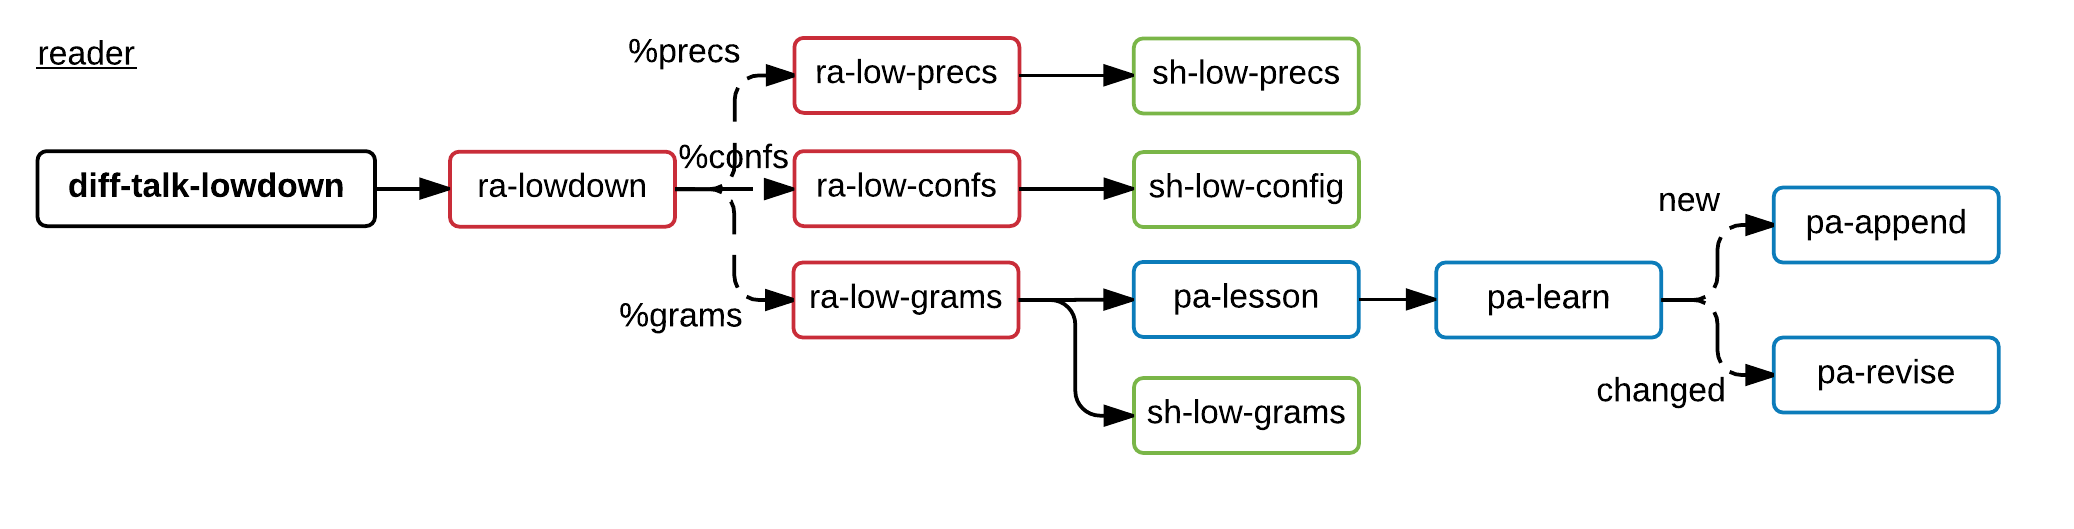 reader
%precs
ra-low-precs
sh-low-precs
diff-talk-lowdown
ra-lowdown
%confs
ra-low-confs
sh-low-config
%grams
ra-low-grams
pa-lesson
pa-learn
new
pa-append
changed
pa-revise
sh-low-grams